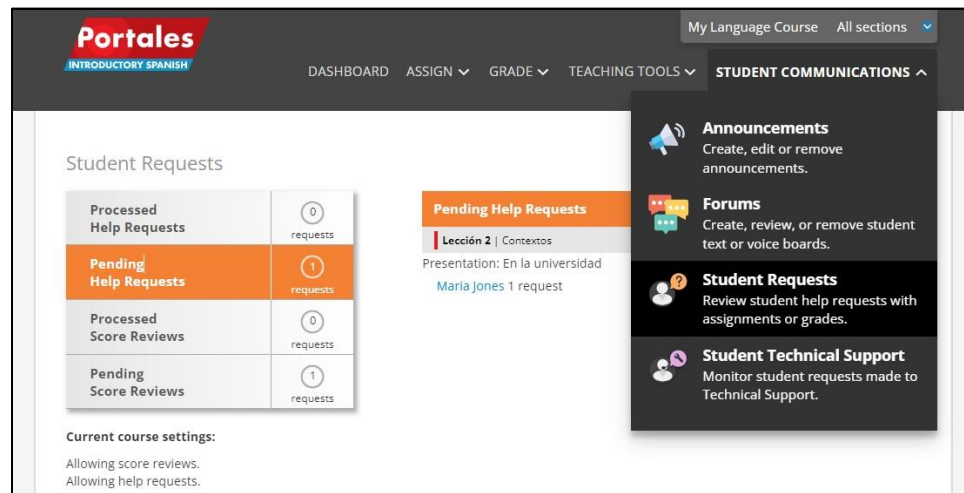 Portales
INTRODUCTORY SPANISH
My Language Course All sections
DASHBOARD ASSIGN GRADE TEACHING TOOLS STUDENT COMMUNICATIONS
Announcements
Create, edit or remove
announcements.
Forums
Create, review, or remove student
text or voice boards.
Student Requests
Review student help requests with
assignments or grades.
Student Technical Support
Monitor student requests made to
Technical Support.
Student Requests
Processed
Help Requests
0
requests
Pending
Help Requests
1
requests
Processed
Score Reviews
0
requests
Pending
Score Reviews
1
requests
Pending Help Requests
Lección 2 | Contextos
Presentation: En la universidad
Maria Jones 1 request
Current course settings:
Allowing score reviews.
Allowing help requests.